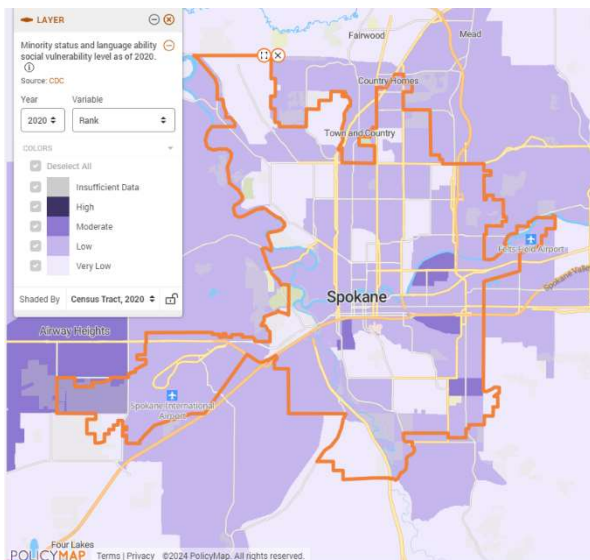 LAYER
Minority status and language ability
social vulnerability level as of 2020.
Source: CDC.
Year
Variable
2020
Rank
COLORS
Deselect All
Insufficient Data
High
Moderate
Low
Very Low
Shaded By
Census Tract, 2020
Fairwood
Mead
Country Homes
Town and Country
Felts Field Airport
Spokane Valley
Spokane
Airway Heights
Spokane International
Airport
Four Lakes
POLICYMAP
Terms | Privacy ©2024 PolicyMap. All rights reserved.